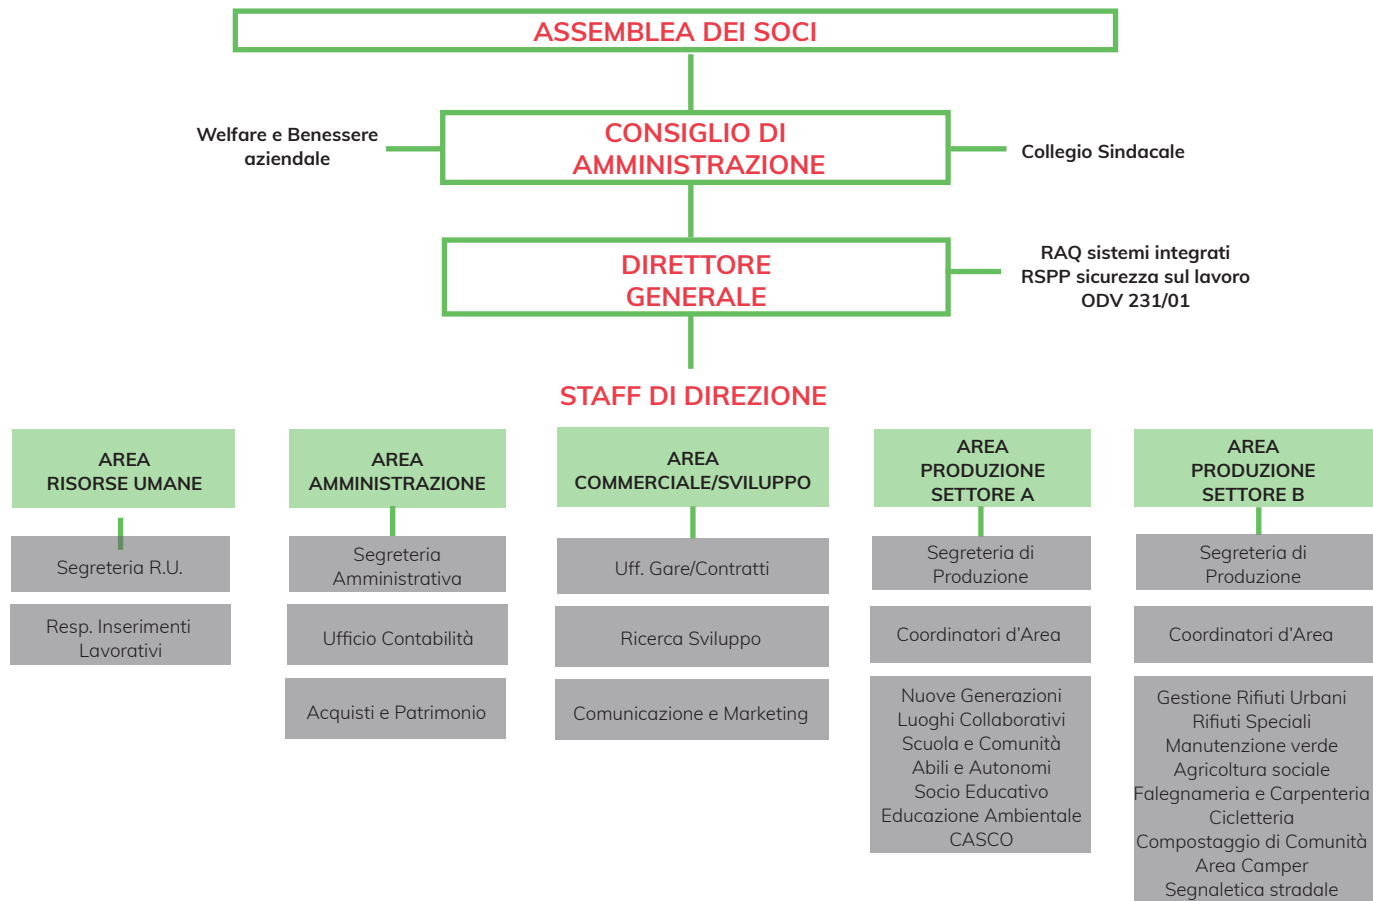 ASSEMBLEA DEI SOCI
Welfare e Benessere
aziendale
CONSIGLIO DI
AMMINISTRAZIONE
Collegio Sindacale
DIRETTORE
GENERALE
RAQ sistemi integrati
RSPP sicurezza sul lavoro
ODV 231/01
STAFF DI DIREZIONE
AREA
RISORSE UMANE
Segreteria R.U.
Resp. Inserimenti
Lavorativi
AREA
AMMINISTRAZIONE
Segreteria
Amministrativa
Ufficio Contabilità
Acquisti e Patrimonio
AREA
COMMERCIALE/SVILUPPO
Uff. Gare/Contratti
Ricerca Sviluppo
Comunicazione e Marketing
AREA
PRODUZIONE
SETTORE A
Segreteria di
Produzione
Coordinatori d’Area
Nuove Generazioni
Luoghi Collaborativi
Scuola e Comunità
Abili e Autonomi
Socio Educativo
Educazione Ambientale
CASCO
AREA
PRODUZIONE
SETTORE B
Segreteria di
Produzione
Coordinatori d’Area
Gestione Rifiuti Urbani
Rifiuti Speciali
Manutenzione verde
Agricoltura sociale
Falegnameria e Carpenteria
Cicletteria
Compostaggio di Comunità
Area Camper
Segnaletica stradale